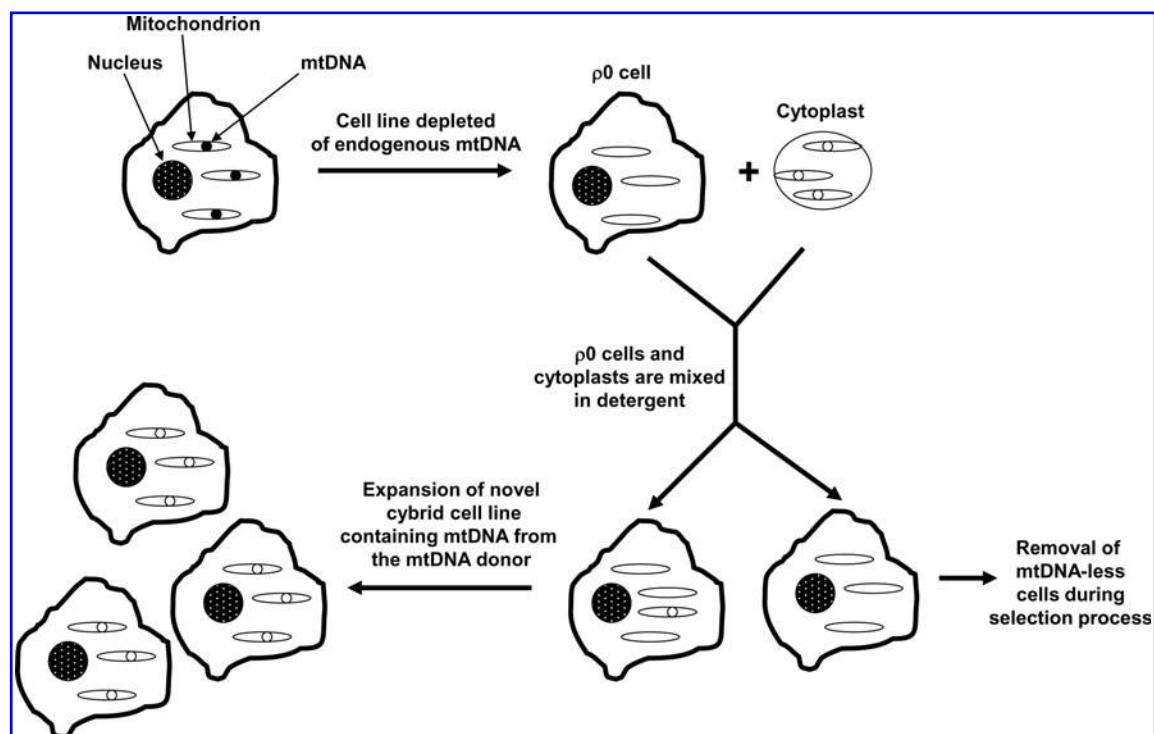 Mitochondrion
Nucleus
mtDNA
Cell line depleted
of endogenous mtDNA
ρ0 cell
+
Cytoplast
ρ0 cells and
cytoplasts are mixed
in detergent
Expansion of novel
cybrid cell line
containing mtDNA from
the mtDNA donor
Removal of
mtDNA-less
cells during
selection process